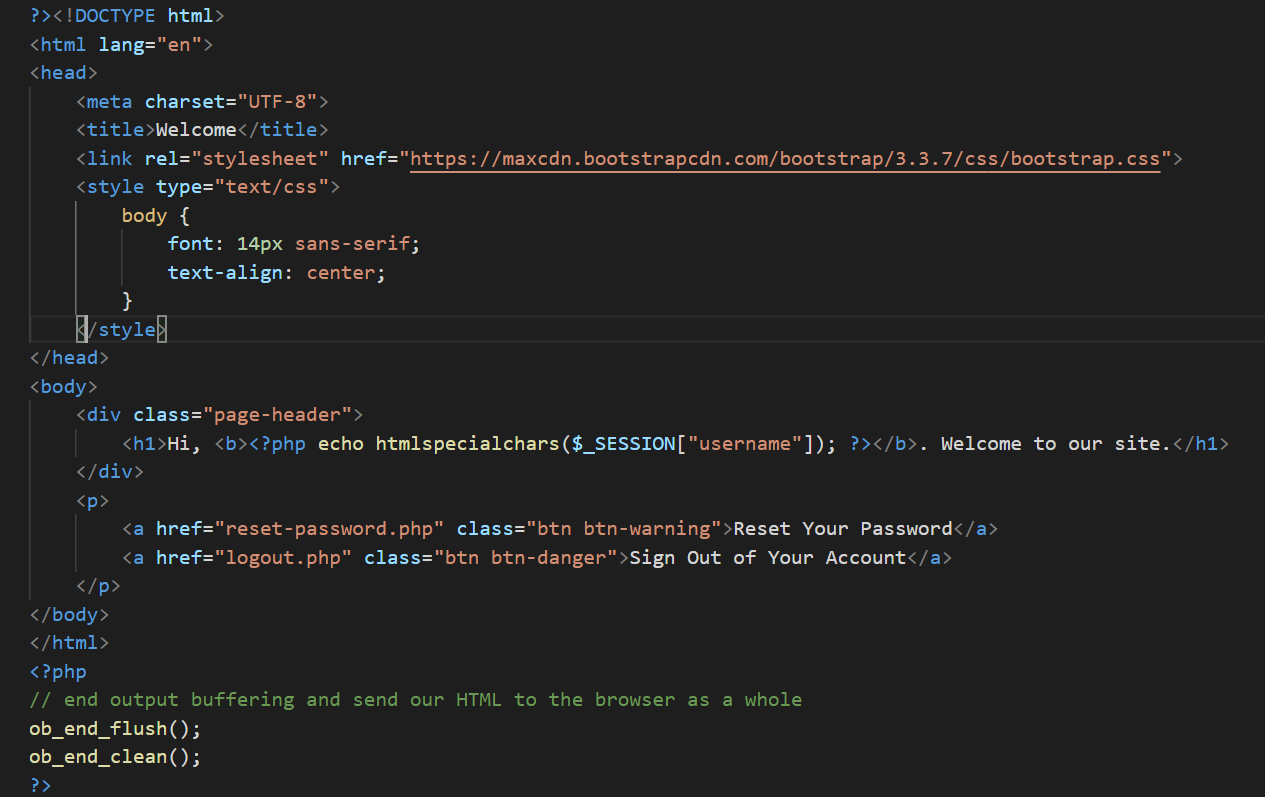 ?><!DOCTYPE html>
<html lang="en">
<head>
    <meta charset="UTF-8">
    <title>Welcome</title>
    <link rel="stylesheet" href="https://maxcdn.bootstrapcdn.com/bootstrap/3.3.7/css/bootstrap.css">
    <style type="text/css">
        body {
            font: 14px sans-serif;
            text-align: center;
        }
    </style>
</head>
<body>
    <div class="page-header">
        <h1>Hi, <b><?php echo htmlspecialchars($_SESSION["username"]); ?></b>. Welcome to our site.</h1>
    </div>
    <p>
        <a href="reset-password.php" class="btn btn-warning">Reset Your Password</a>
        <a href="logout.php" class="btn btn-danger">Sign Out of Your Account</a>
    </p>
</body>
</html>
<?php
// end output buffering and send our HTML to the browser as a whole
ob_end_flush();
ob_end_clean();
?>